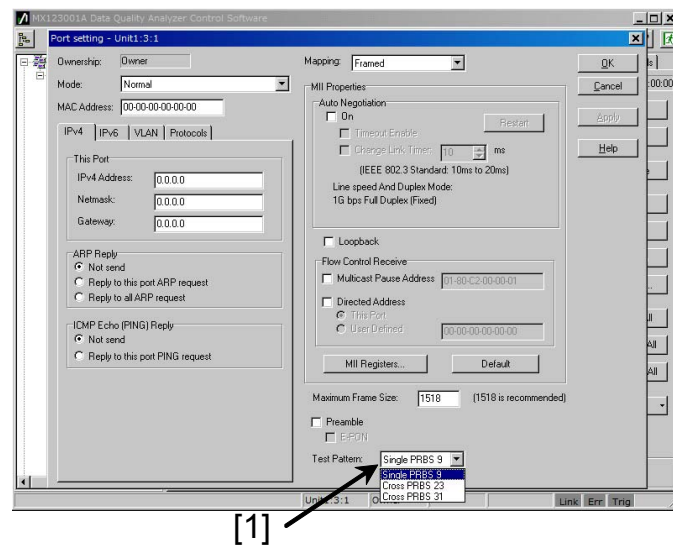 MX123001A Data Quality Analyzer Control Software
Port setting - Unit1:3:1
Ownership: Owner
Mode: Normal
MAC Address: 00-00-00-00-00-00
IPv4 IPv6 VLAN Protocols
This Port
IPv4 Address: 0.0.0.0
Netmask: 0.0.0.0
Gateway: 0.0.0.0
ARP Reply
Not send
Reply to this port ARP request
Reply to all ARP request
ICMP Echo (PING) Reply
Not send
Reply to this port PING request
Mapping: Framed
MII Properties
Auto Negotiation
On
Restart
Timeout Enable
Change Link Timer: 10 ms
(IEEE 802.3 Standard: 10ms to 20ms)
Line speed And Duplex Mode:
1G bps Full Duplex (Fixed)
Loopback
Flow Control Receive
Multicast Pause Address 01-80-C2-00-00-01
Directed Address
This Port
User Defined 00-00-00-00-00-00
MII Registers... Default
Maximum Frame Size: 1518 (1518 is recommended)
Preamble
E-PON
Test Pattern: Single PRBS 9
Single PRBS 9
Cross PRBS 23
Cross PRBS 31
OK
Cancel
Apply
Help
:00:00
All
All
Link Err Trig
[1]